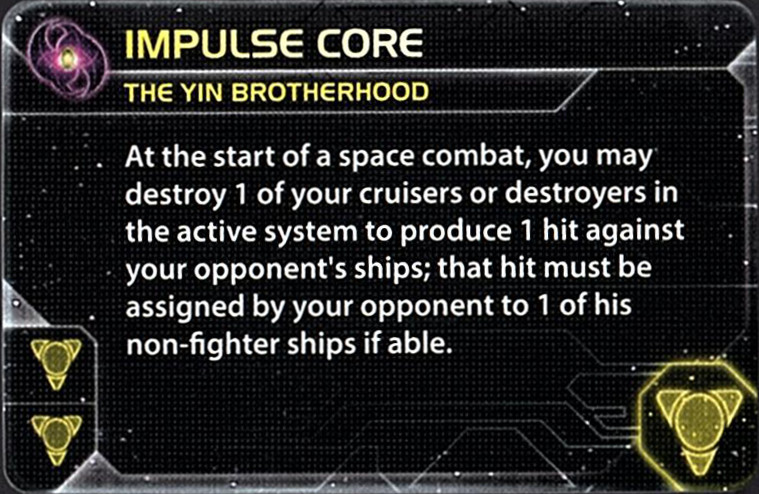 IMPULSE CORE
THE YIN BROTHERHOOD
At the start of a space combat, you may
destroy 1 of your cruisers or destroyers in
the active system to produce 1 hit against
your opponent's ships; that hit must be
assigned by your opponent to 1 of his
non-fighter ships if able.